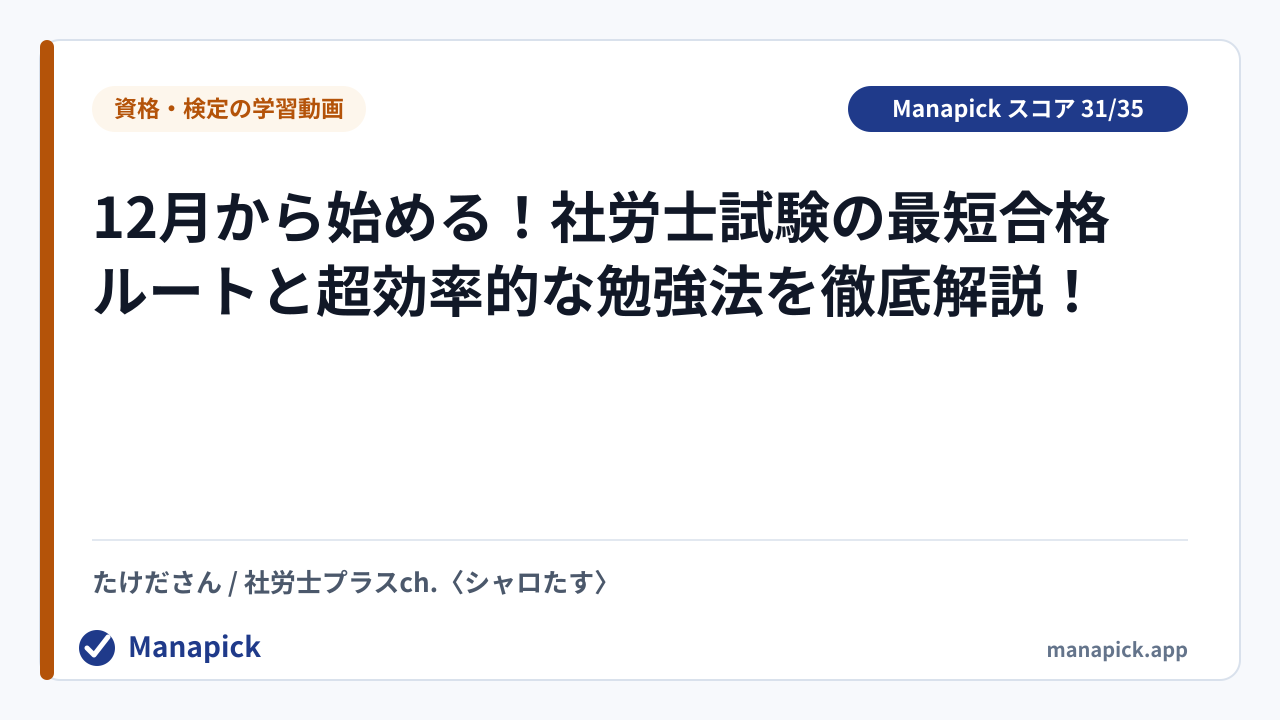 資格・検定の学習動画
Manapick スコア 31/35
12月から始める！社労士試験の最短合格
ルートと超効率的な勉強法を徹底解説！
たけださん / 社労士プラスch.〈シャロたす〉
Manapick
manapick.app